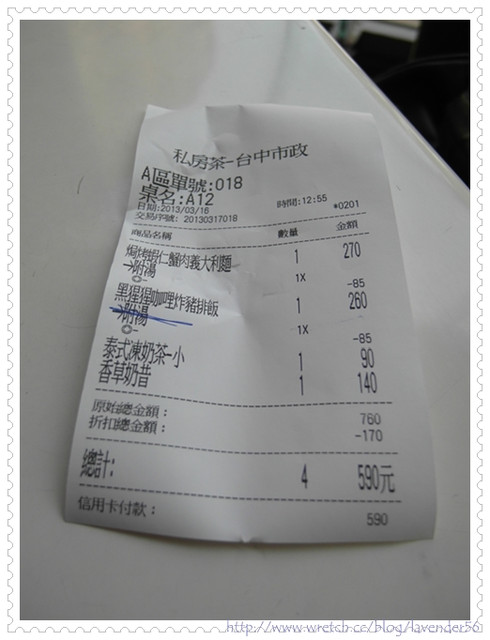 私房茶-台中市政
A區單號:018
桌名:A12
日期:2013/03/16 時間:12:55 *0201
交易序號: 20130317018
商品名稱 數量 金額
焗烤蝦仁蟹肉義大利麵 1 270
→附湯
-◎- 1X -85
黑猩猩咖哩炸豬排飯 1 260
→附湯
-◎- 1X -85
泰式凍奶茶-小 1 90
香草奶昔 1 140
原始總金額: 760
折扣總金額: -170
總計: 4 590元
信用卡付款: 590
http://www.wretch.cc/blog/lavender56